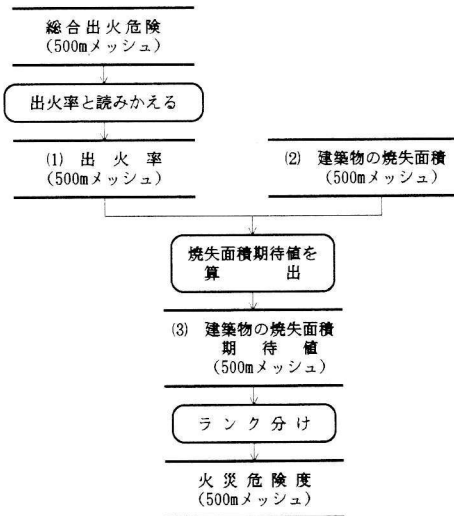 総合出火危険
(500mメッシュ)
出火率と読みかえる
(1) 出火率
(500mメッシュ)
(2) 建築物の焼失面積
(500mメッシュ)
焼失面積期待値を
算出
(3) 建築物の焼失面積
期待値
(500mメッシュ)
ランク分け
火災危険度
(500mメッシュ)